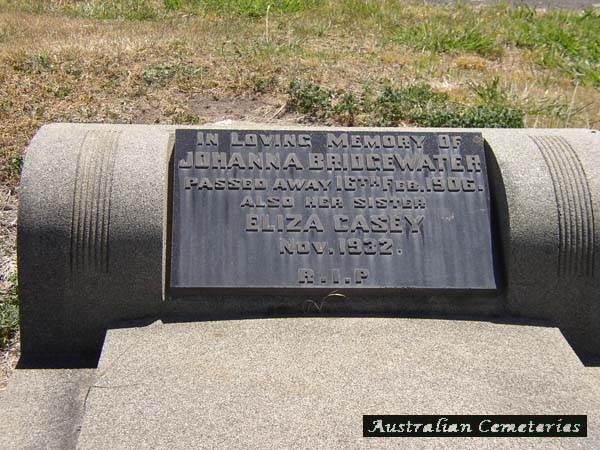 IN LOVING MEMORY OF
JOHANNA BRIDGEWATER
PASSED AWAY 16TH FEB. 1906.
ALSO HER SISTER
ELIZA CASEY
NOV. 1932.
R.I.P
Australian Cemeteries